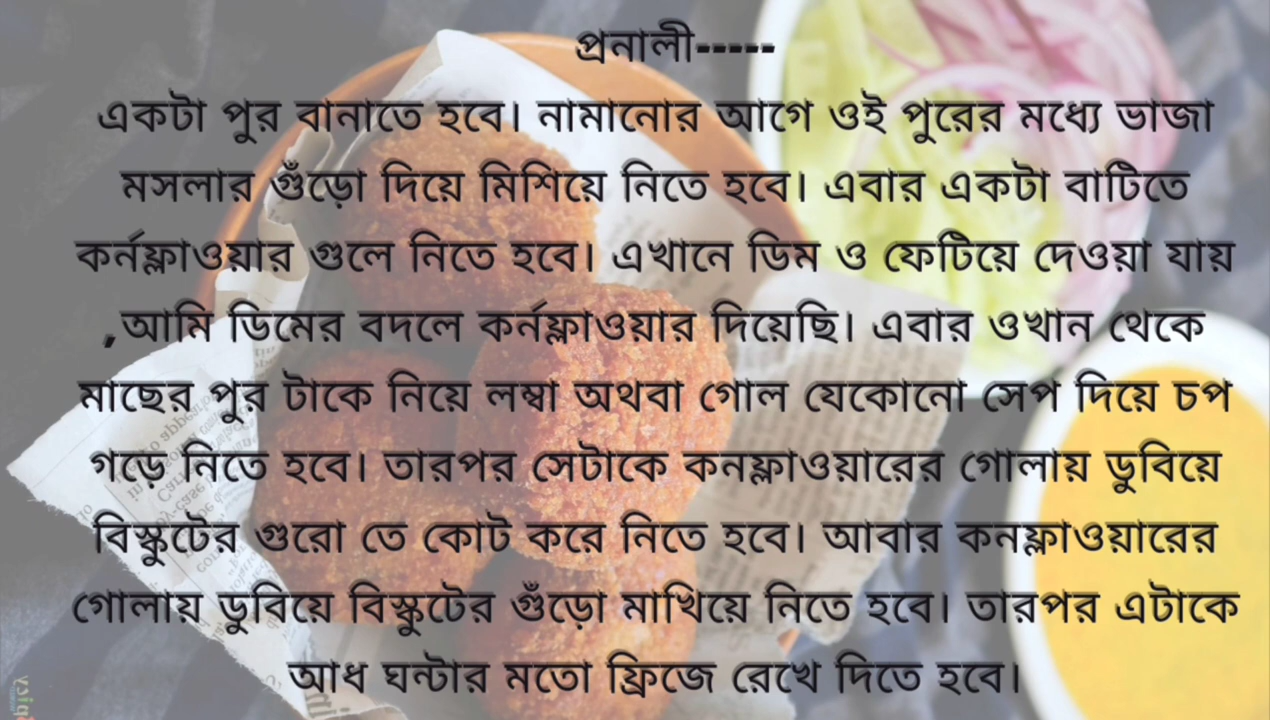 প্রনালী-----
একটা পুর বানাতে হবে। নামানোর আগে ওই পুরের মধ্যে ভাজা
মসলার গুঁড়ো দিয়ে মিশিয়ে নিতে হবে। এবার একটা বাটিতে
কর্নফ্লাওয়ার গুলে নিতে হবে। এখানে ডিম ও ফেটিয়ে দেওয়া যায়
,আমি ডিমের বদলে কর্নফ্লাওয়ার দিয়েছি। এবার ওখান থেকে
মাছের পুর টাকে নিয়ে লম্বা অথবা গোল যেকোনো সেপ দিয়ে চপ
গড়ে নিতে হবে। তারপর সেটাকে কনফ্লাওয়ারের গোলায় ডুবিয়ে
বিস্কুটের গুরো তে কোট করে নিতে হবে। আবার কনফ্লাওয়ারের
গোলায় ডুবিয়ে বিস্কুটের গুঁড়ো মাখিয়ে নিতে হবে। তারপর এটাকে
আধ ঘন্টার মতো ফ্রিজে রেখে দিতে হবে।